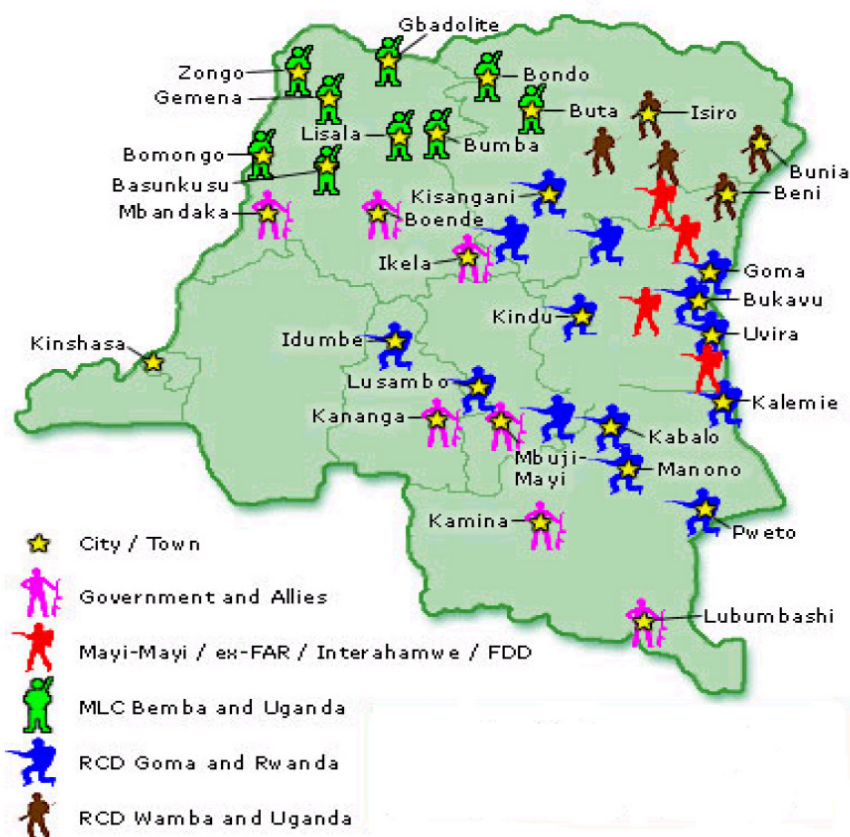 Gbadolite
Zongo
Bondo
Gemena
Buta
Isiro
Lisala
Bumba
Bomongo
Bunia
Basunkusu
Kisangani
Beni
Mbandaka
Boende
Ikela
Goma
Bukavu
Kindu
Uvira
Idumbe
Kinshasa
Lusambo
Kalemie
Kananga
Kabalo
Mbuji-
Mayi
Manono
Kamina
Pweto
City / Town
Government and Allies
Lubumbashi
Mayi-Mayi / ex-FAR / Interahamwe / FDD
MLC Bemba and Uganda
RCD Goma and Rwanda
RCD Wamba and Uganda